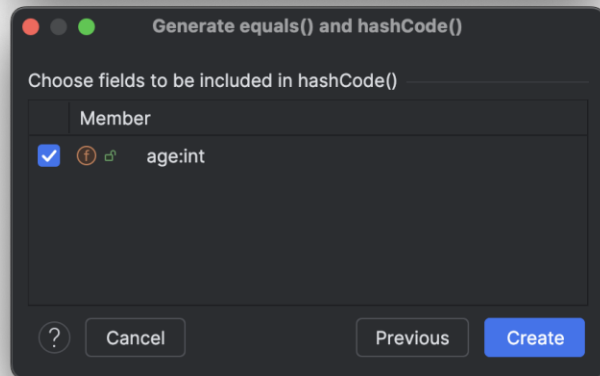 Generate equals() and hashCode()
Choose fields to be included in hashCode()
Member
f age:int
? Cancel Previous Create